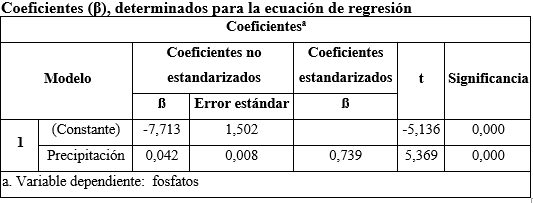 Coeficientes (β), determinados para la ecuación de regresión
Coeficientesª
Modelo
Coeficientes no estandarizados
Coeficientes estandarizados
t
Significancia
ß
Error estándar
ß
1
(Constante) -7,713 1,502 -5,136 0,000
Precipitación 0,042 0,008 0,739 5,369 0,000
a. Variable dependiente: fosfatos